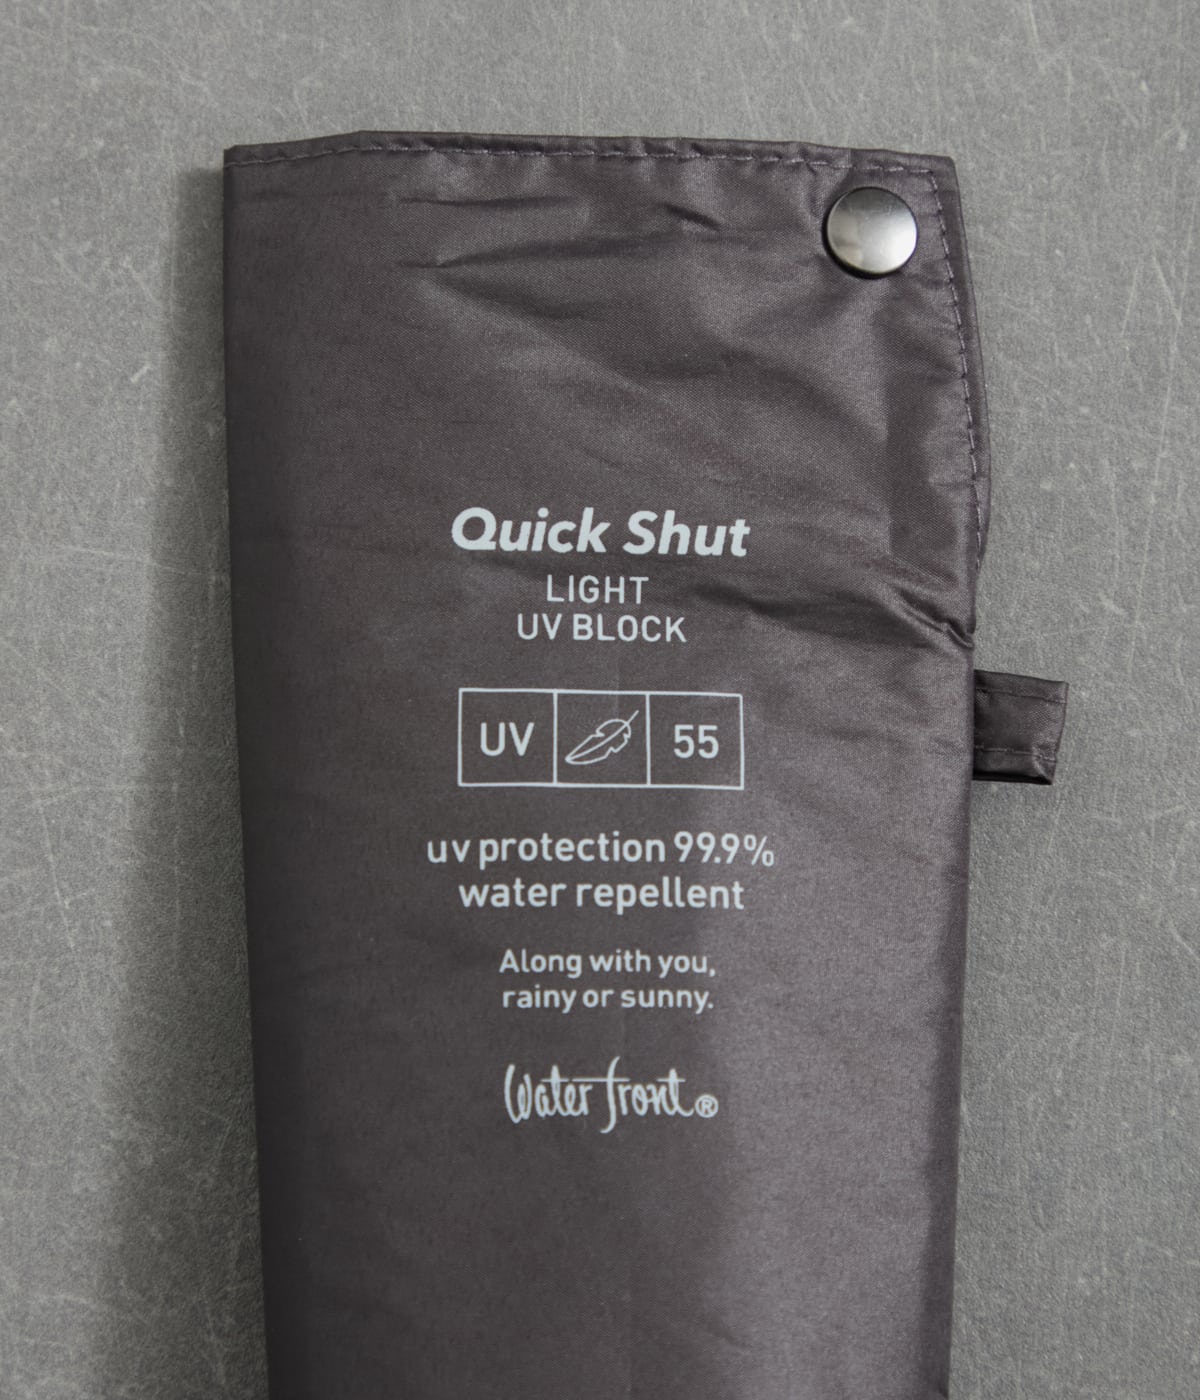 Quick Shut
LIGHT
UV BLOCK
UV 55
uv protection 99.9%
water repellent
Along with you,
rainy or sunny.
Water front®